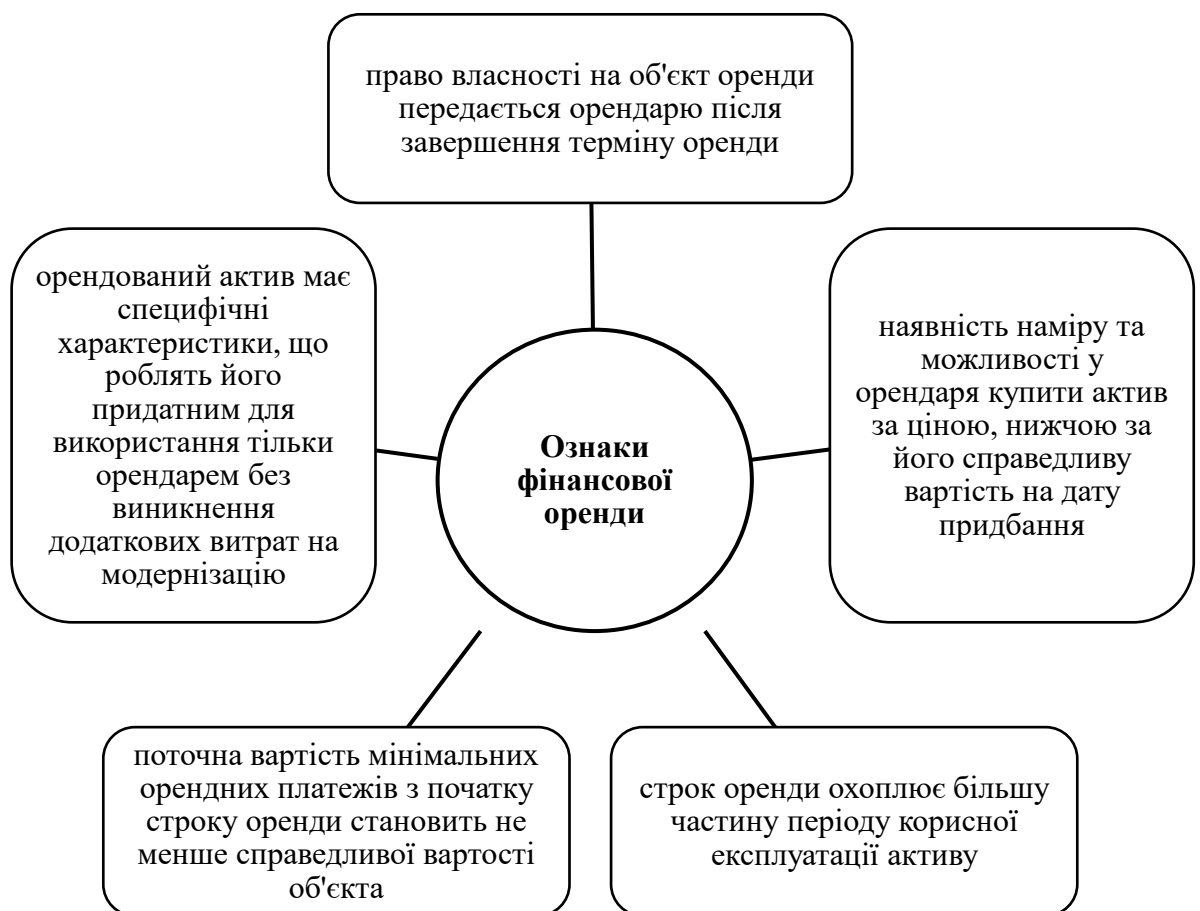 право власності на об'єкт оренди
передається орендарю після
завершення терміну оренди
орендований актив має
специфічні
характеристики, що
роблять його
придатним для
використання тільки
орендарем без
виникнення
додаткових витрат на
модернізацію
Ознаки
фінансової
оренди
наявність наміру та
можливості у
орендаря купити актив
за ціною, нижчою за
його справедливу
вартість на дату
придбання
поточна вартість мінімальних
орендних платежів з початку
строку оренди становить не
менше справедливої вартості
об'єкта
строк оренди охоплює більшу
частину періоду корисної
експлуатації активу